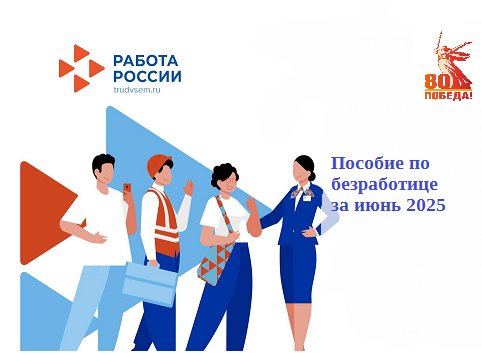 РАБОТА
РОССИИ
trudvsem.ru
80
ПОБЕДА!
Пособие по
безработице
за июнь 2025